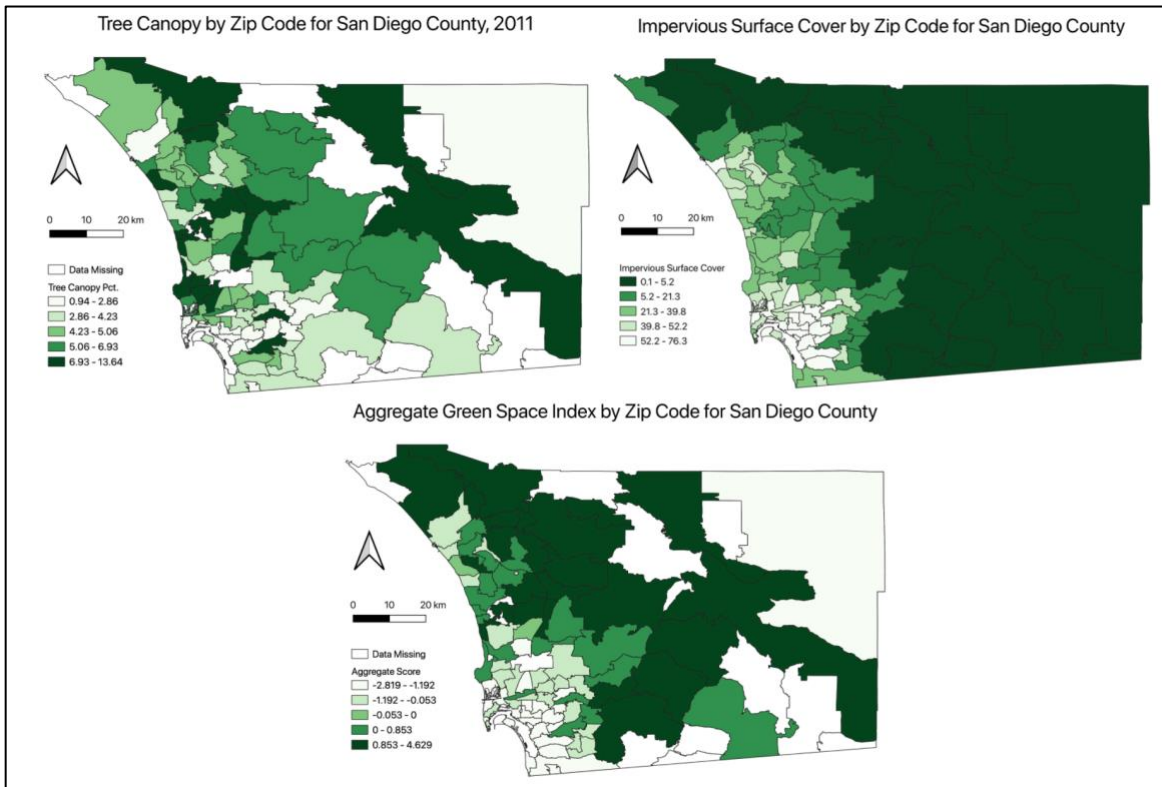 Tree Canopy by Zip Code for San Diego County, 2011
0 10 20 km
Data Missing
Tree Canopy Pct.
0.94 - 2.86
2.86 - 4.23
4.23 - 5.06
5.06 - 6.93
6.93 - 13.64
Impervious Surface Cover by Zip Code for San Diego County
0 10 20 km
Impervious Surface Cover
0.1 - 5.2
5.2 - 21.3
21.3 - 39.8
39.8 - 52.2
52.2 - 76.3
Aggregate Green Space Index by Zip Code for San Diego County
0 10 20 km
Data Missing
Aggregate Score
-2.819 - -1.192
-1.192 - -0.053
-0.053 - 0
0 - 0.853
0.853 - 4.629